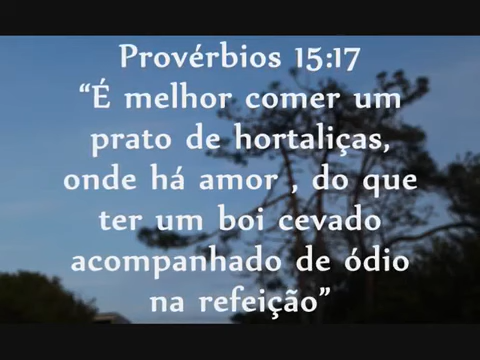 Provérbios 15:17
“É melhor comer um
prato de hortaliças,
onde há amor , do que
ter um boi cevado
acompanhado de ódio
na refeição”